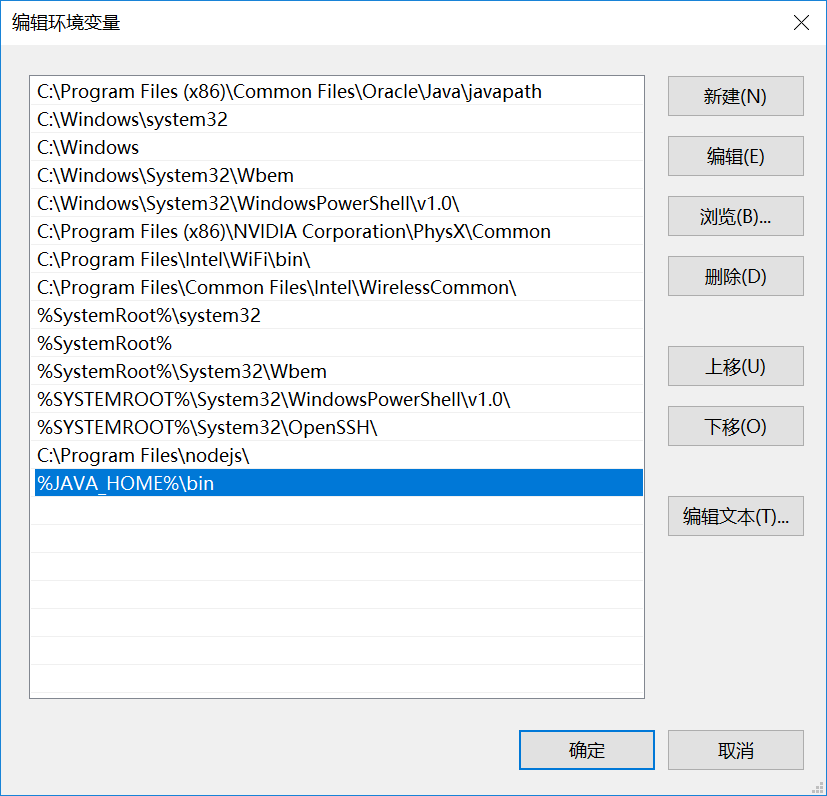 编辑环境变量
C:\Program Files (x86)\Common Files\Oracle\Java\javapath
C:\Windows\system32
C:\Windows
C:\Windows\System32\Wbem
C:\Windows\System32\WindowsPowerShell\v1.0\
C:\Program Files (x86)\NVIDIA Corporation\PhysX\Common
C:\Program Files\Intel\WiFi\bin\
C:\Program Files\Common Files\Intel\WirelessCommon\
%SystemRoot%\system32
%SystemRoot%
%SystemRoot%\System32\Wbem
%SYSTEMROOT%\System32\WindowsPowerShell\v1.0\
%SYSTEMROOT%\System32\OpenSSH\
C:\Program Files\nodejs\
%JAVA_HOME%\bin
新建(N)
编辑(E)
浏览(B)...
删除(D)
上移(U)
下移(O)
编辑文本(T)...
确定
取消